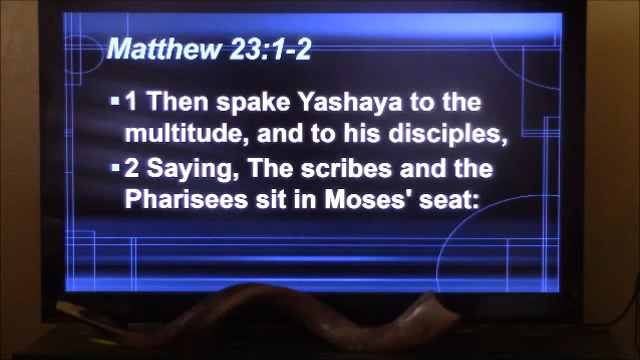 Matthew 23:1-2
▪1 Then spake Yashaya to the
multitude, and to his disciples,
▪2 Saying, The scribes and the
Pharisees sit in Moses' seat: